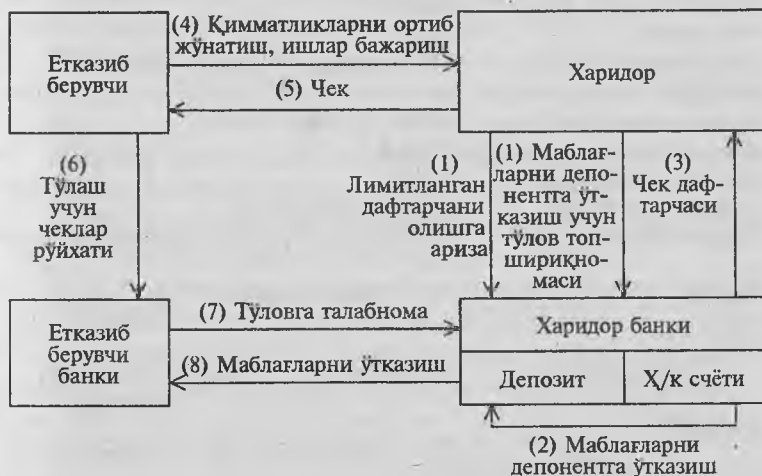 (4) Қимматликларни ортиб
жўнатиш, ишлар бажариш
Етказиб
берувчи
Харидор
(5) Чек
(6)
Тўлаш
учун
чеклар
рўйхати
(1)
Лимитланган
дафтарчани
олишга
ариза
(1) Маблағ-
ларни депо-
нентга ўт-
казиш учун
тўлов топ-
шириқно-
маси
(3)
Чек даф-
тарчаси
Етказиб
берувчи
банки
(7) Тўловга талабнома
(8) Маблағларни ўтказиш
Харидор банки
Депозит
Ҳ/к счёти
(2) Маблағларни
депонентга ўтказиш